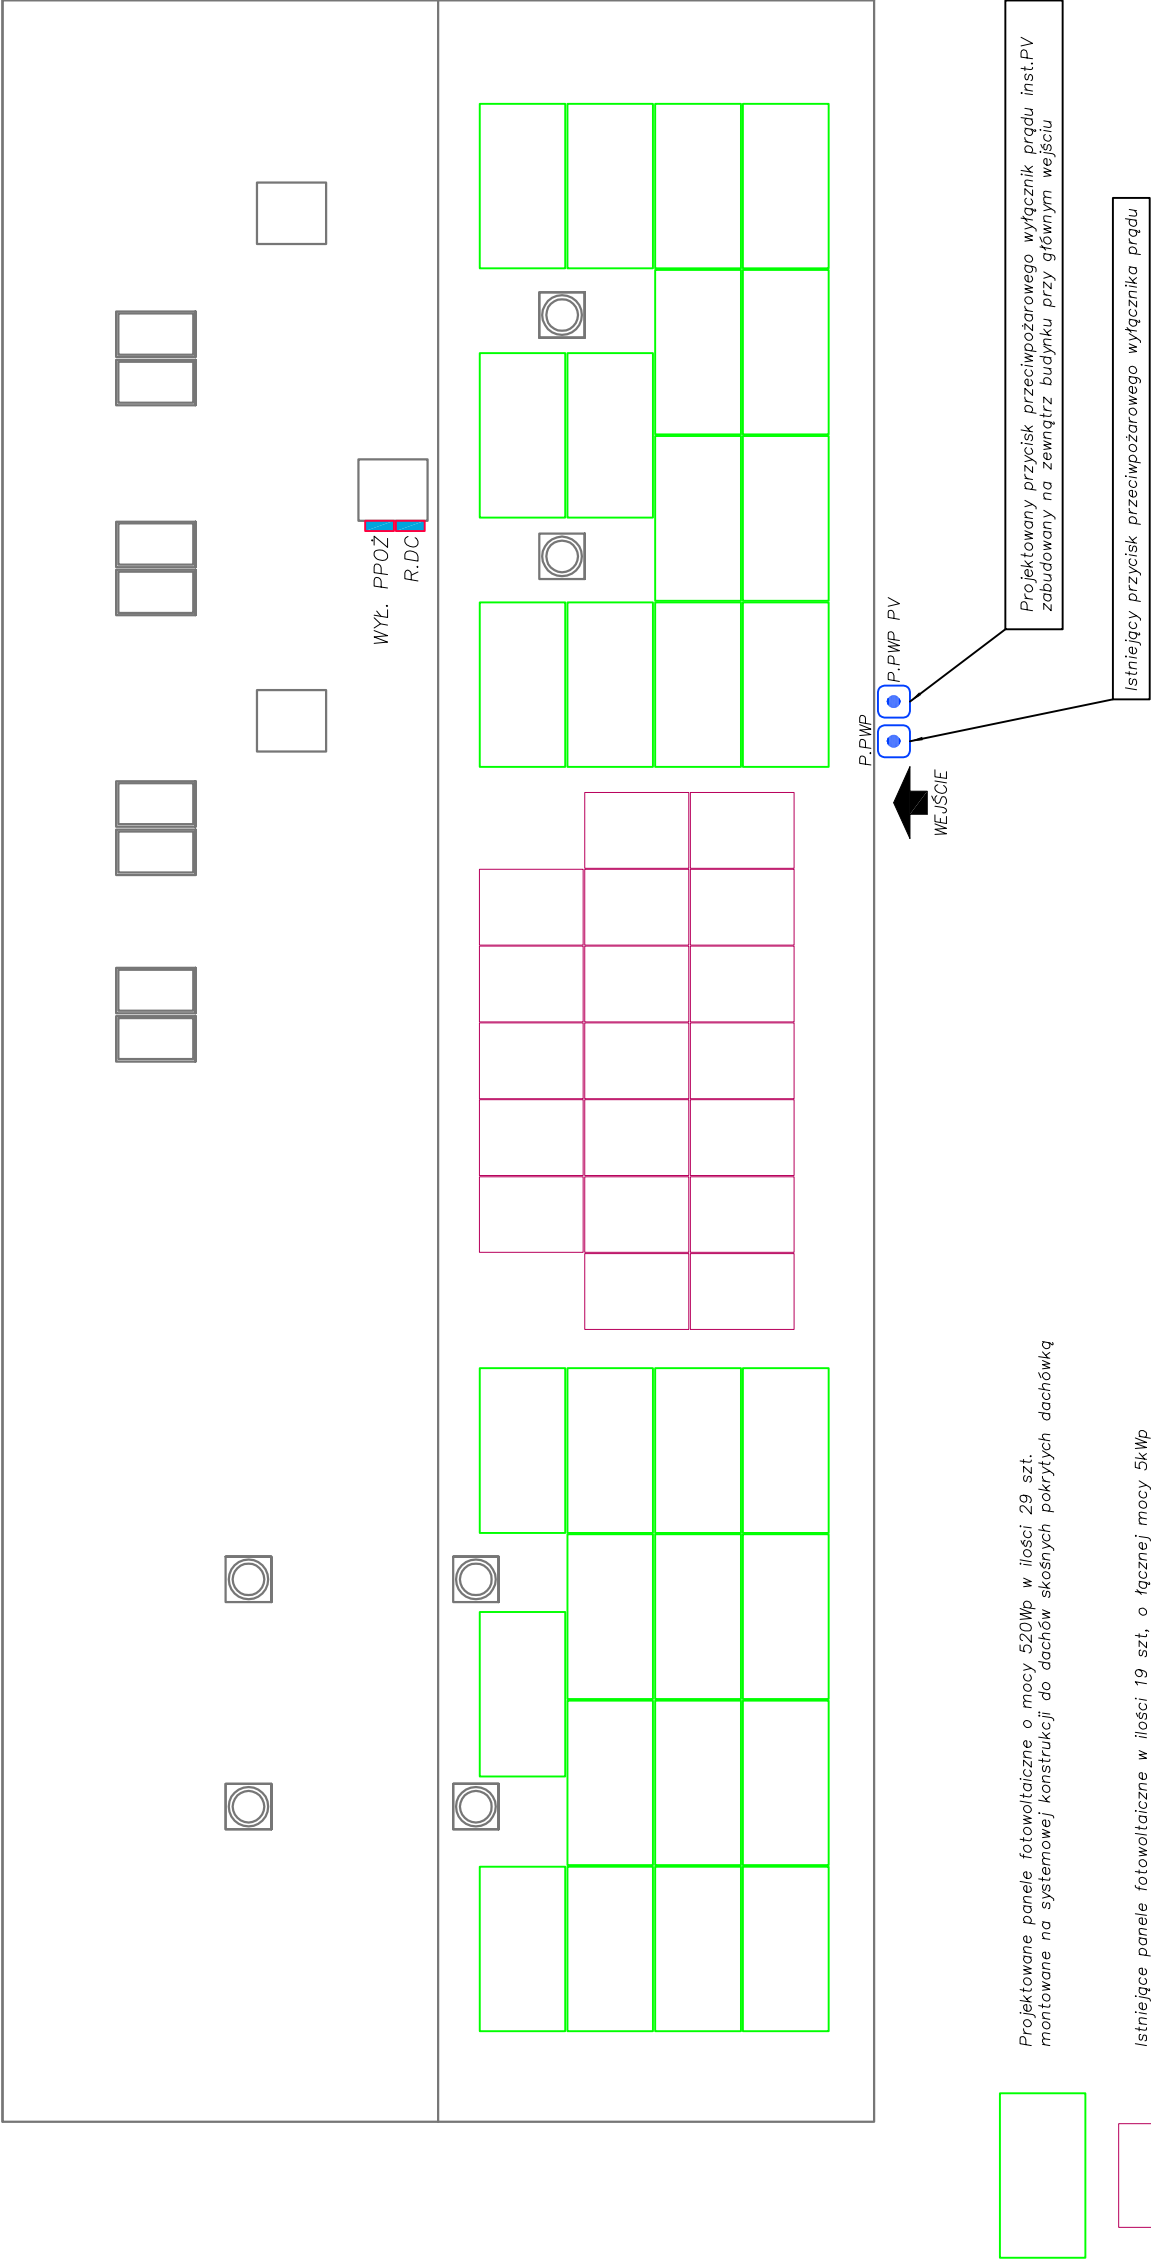 Projektowany przycisk przeciwpożarowego wyłącznik prądu inst.PV
zabudowany na zewnątrz budynku przy głównym wejściu
Istniejący przycisk przeciwpożarowego wyłącznika prądu
WYŁ. PPOŻ
R.DC
P.PWP PV
P.PWP
WEJŚCIE
Projektowane panele fotowoltaiczne o mocy 520Wp w ilości 29 szt.
montowane na systemowej konstrukcji do dachów skośnych pokrytych dachówką
Istniejące panele fotowoltaiczne w ilości 19 szt, o łącznej mocy 5kWp